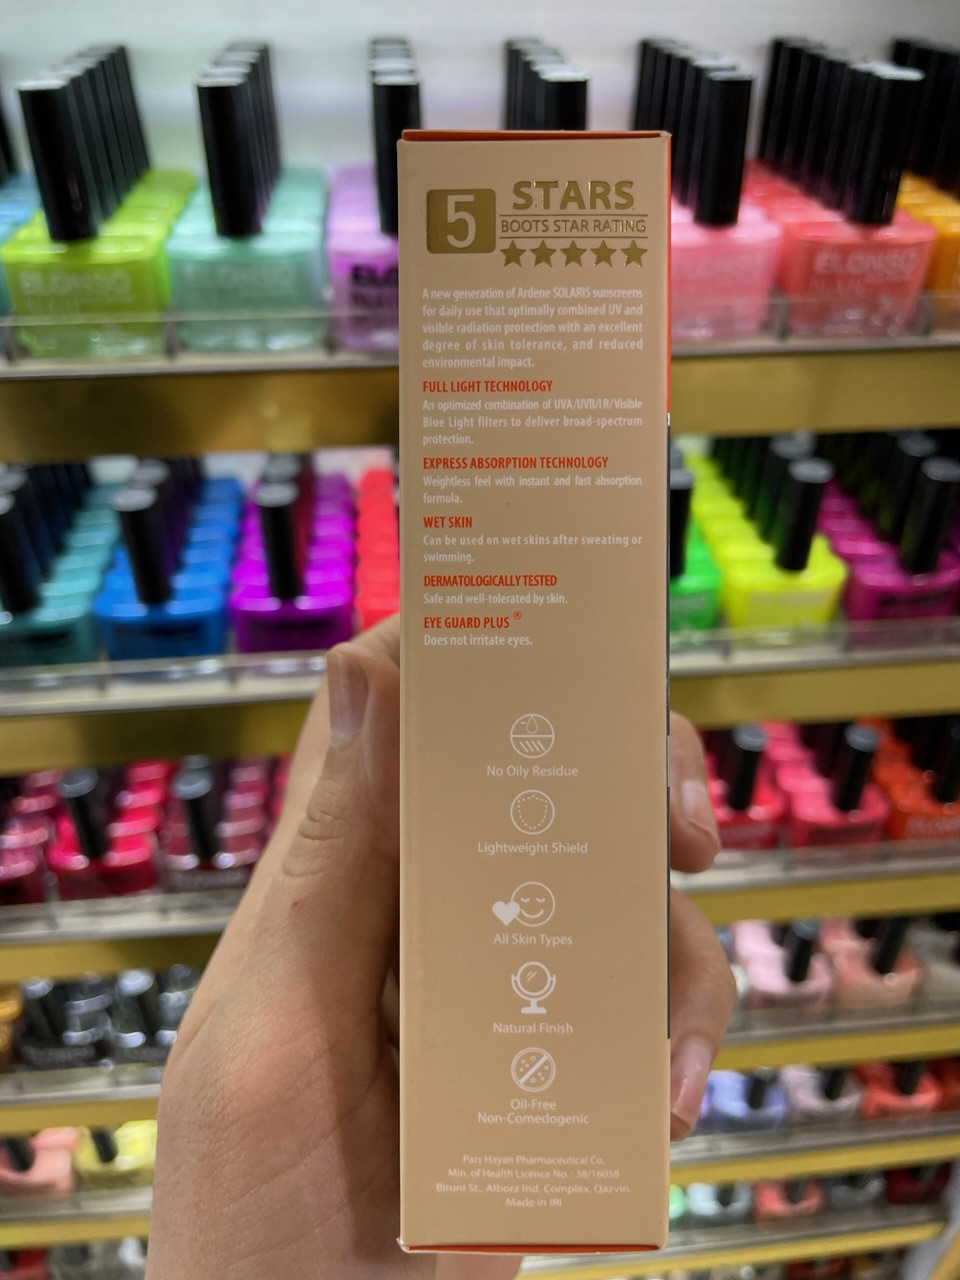 5 STARS
BOOTS STAR RATING
A new generation of Ardene SOLARIS sunscreens
for daily use that optimally combined UV and
visible radiation protection with an excellent
degree of skin tolerance, and reduced
environmental impact.
FULL LIGHT TECHNOLOGY
An optimized combination of UVA/UVB/IR/Visible
Blue Light filters to deliver broad-spectrum
protection.
EXPRESS ABSORPTION TECHNOLOGY
Weightless feel with instant and fast absorption
formula.
WET SKIN
Can be used on wet skins after sweating or
swimming.
DERMATOLOGICALLY TESTED
Safe and well-tolerated by skin.
EYE GUARD PLUS ®
Does not irritate eyes.
No Oily Residue
Lightweight Shield
All Skin Types
Natural Finish
Oil-Free
Non-Comedogenic
Pars Hayan Pharmaceutical Co.
Min. of Health Licence No.: 38/16058
Biruni St., Alborz Ind. Complex, Qazvin.
Made in IRI
ELONSO
ELONSO
ELONSO